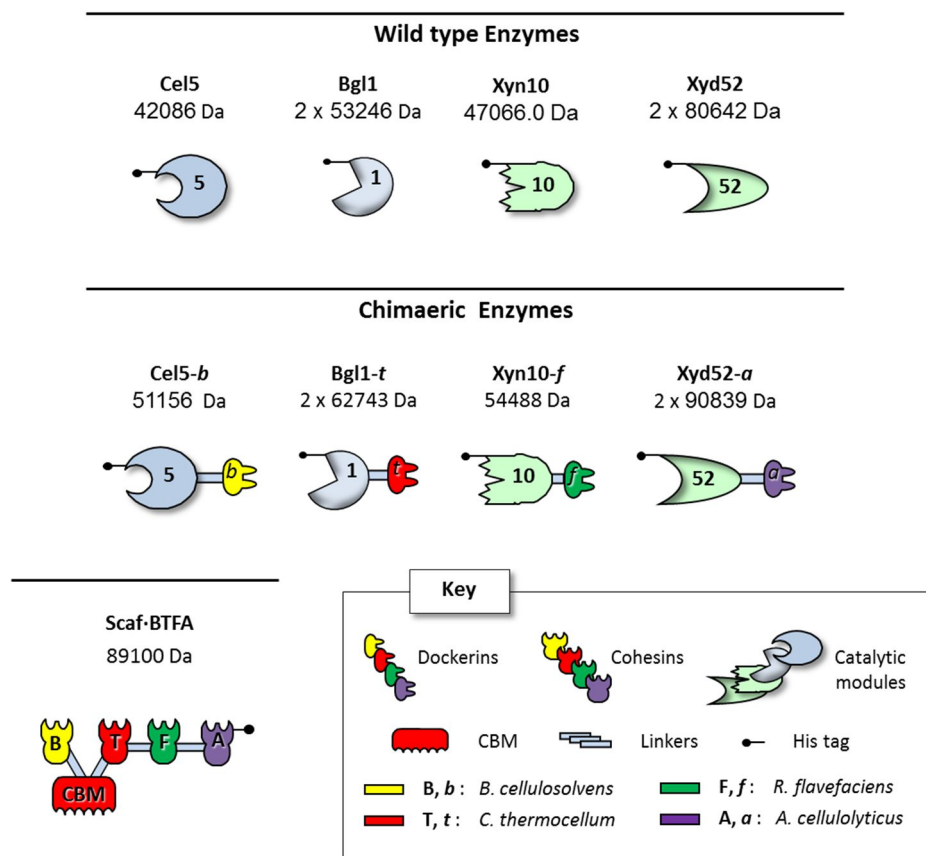 Wild type Enzymes
Cel5 Bgl1 Xyn10 Xyd52
42086 Da 2 x 53246 Da 47066.0 Da 2 x 80642 Da
5 1 10 52
Chimaeric Enzymes
Cel5-b Bgl1-t Xyn10-f Xyd52-a
51156 Da 2 x 62743 Da 54488 Da 2 x 90839 Da
5 b 1 t 10 f 52 a
Scaf·BTFA
89100 Da
B T F A
CBM
Key
Dockerins Cohesins Catalytic
modules
CBM Linkers His tag
B, b : B. cellulosolvens F, f : R. flavefaciens
T, t : C. thermocellum A, a : A. cellulolyticus